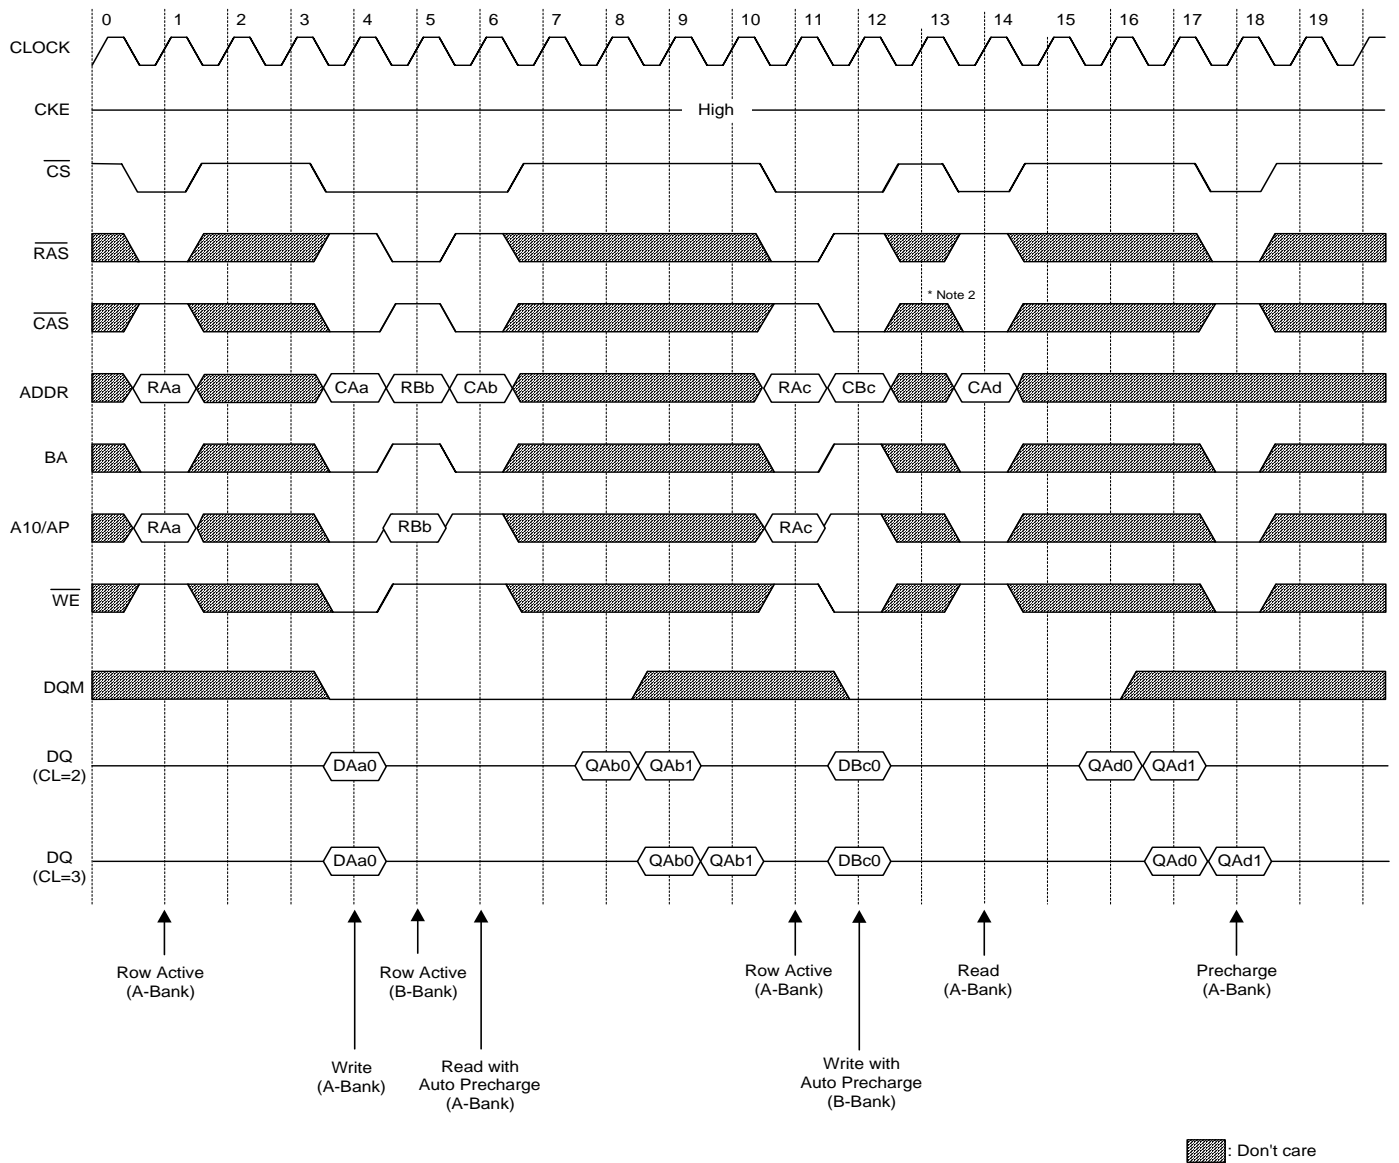 0 1 2 3 4 5 6 7 8 9 10 11 12 13 14 15 16 17 18 19
CLOCK
CKE High
CS
RAS
* Note 2
CAS
ADDR RAa CAa RBb CAb RAc CBc CAd
BA
A10/AP RAa RBb RAc
WE
DQM
DQ
(CL=2) DAa0 QAb0 QAb1 DBc0 QAd0 QAd1
DQ
(CL=3) DAa0 QAb0 QAb1 DBc0 QAd0 QAd1
Row Active
(A-Bank)
Row Active
(B-Bank)
Row Active
(A-Bank)
Read
(A-Bank)
Precharge
(A-Bank)
Write
(A-Bank)
Read with
Auto Precharge
(A-Bank)
Write with
Auto Precharge
(B-Bank)
: Don't care